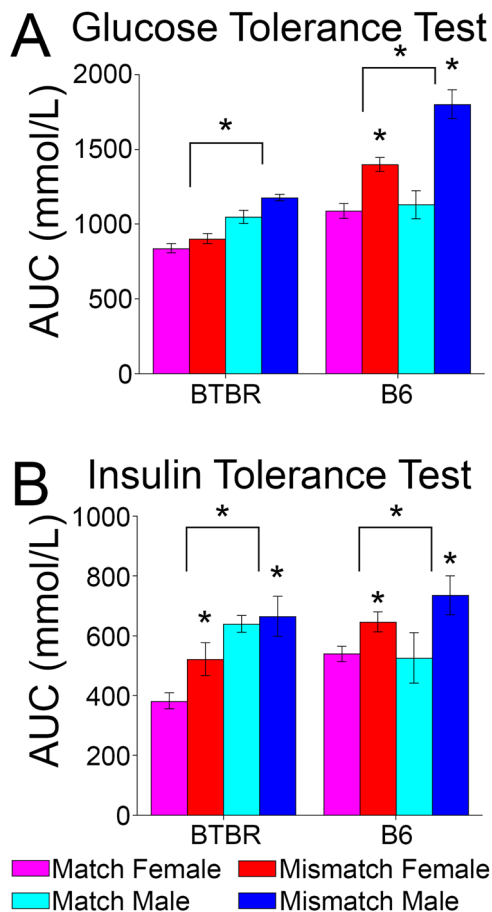 A Glucose Tolerance Test
AUC (mmol/L)
2000
1500
1000
500
0
*
*
*
*
BTBR
B6
B Insulin Tolerance Test
AUC (mmol/L)
1000
800
600
400
200
0
*
*
*
*
*
*
BTBR
B6
Match Female
Mismatch Female
Match Male
Mismatch Male